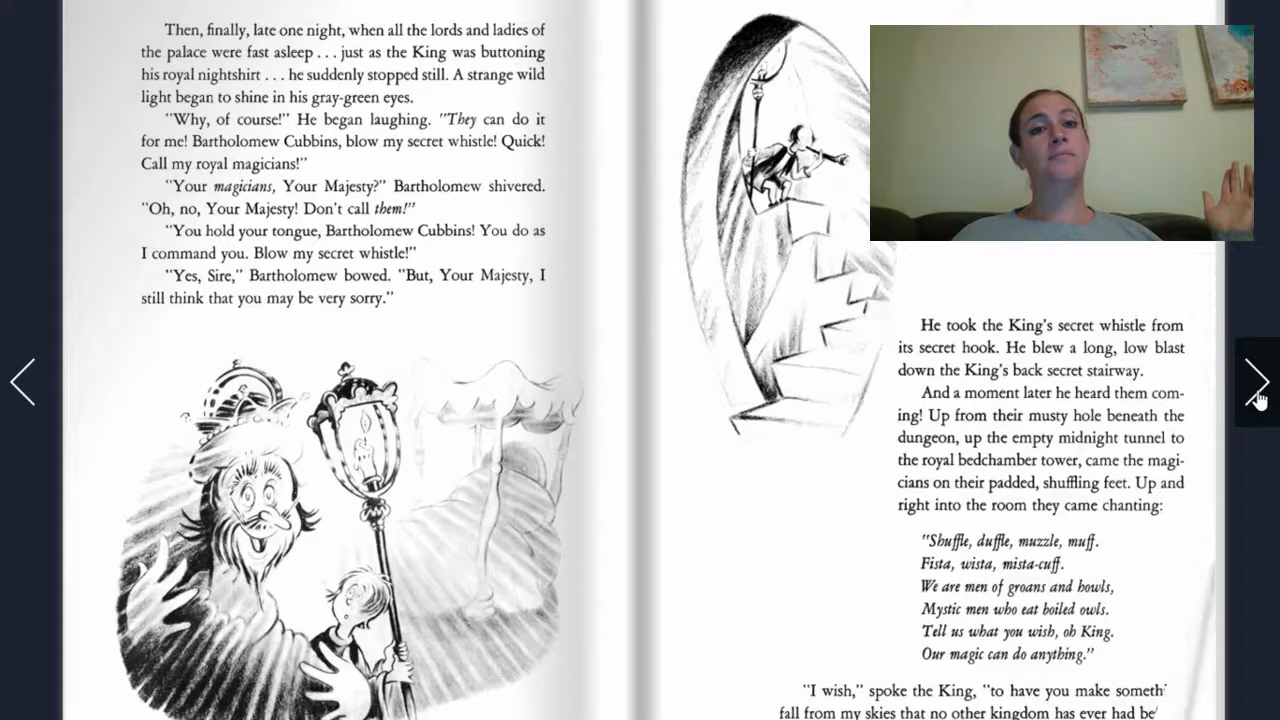 Then, finally, late one night, when all the lords and ladies of
the palace were fast asleep . . . just as the King was buttoning
his royal nightshirt . . . he suddenly stopped still. A strange wild
light began to shine in his gray-green eyes.
"Why, of course!" He began laughing. "They can do it
for me! Bartholomew Cubbins, blow my secret whistle! Quick!
Call my royal magicians!"
"Your magicians, Your Majesty?" Bartholomew shivered.
"Oh, no, Your Majesty! Don't call them!"
"You hold your tongue, Bartholomew Cubbins! You do as
I command you. Blow my secret whistle!"
"Yes, Sire," Bartholomew bowed. "But, Your Majesty, I
still think that you may be very sorry."
He took the King's secret whistle from
its secret hook. He blew a long, low blast
down the King's back secret stairway.
And a moment later he heard them com-
ing! Up from their musty hole beneath the
dungeon, up the empty midnight tunnel to
the royal bedchamber tower, came the magi-
cians on their padded, shuffling feet. Up and
right into the room they came chanting:
"Shuffle, duffle, muzzle, muff.
Fista, wista, mista-cuff.
We are men of groans and howls,
Mystic men who eat boiled owls.
Tell us what you wish, oh King.
Our magic can do anything."
"I wish," spoke the King, "to have you make
fall from my skies that no other kingdom has ever had